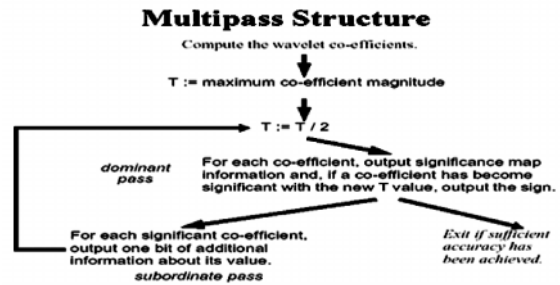 Multipass Structure
Compute the wavelet co-efficients.
T := maximum co-efficient magnitude
T := T / 2
dominant
pass
For each co-efficient, output significance map
information and, if a co-efficient has become
significant with the new T value, output the sign.
For each significant co-efficient,
output one bit of additional
information about its value.
subordinate pass
Exit if sufficient
accuracy has
been achieved.